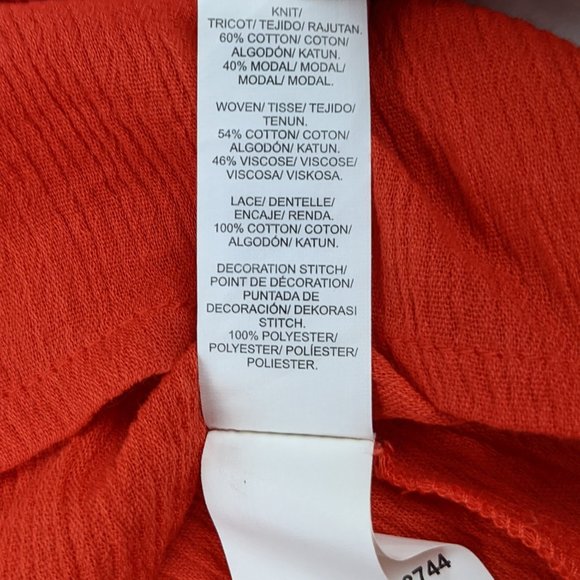 KNIT/
TRICOT/ TEJIDO/ RAJUTAN.
60% COTTON/ COTON/
ALGODÓN/ KATUN.
40% MODAL/ MODAL/
MODAL/ MODAL.
WOVEN/ TISSE/ TEJIDO/
TENUN.
54% COTTON/ COTON/
ALGODÓN/ KATUN.
46% VISCOSE/ VISCOSE/
VISCOSA/ VISKOSA.
LACE/ DENTELLE/
ENCAJE/ RENDA.
100% COTTON/ COTON/
ALGODÓN/ KATUN.
DECORATION STITCH/
POINT DE DÉCORATION/
PUNTADA DE
DECORACIÓN/ DEKORASI
STITCH.
100% POLYESTER/
POLYESTER/ POLÍESTER/
POLIESTER.